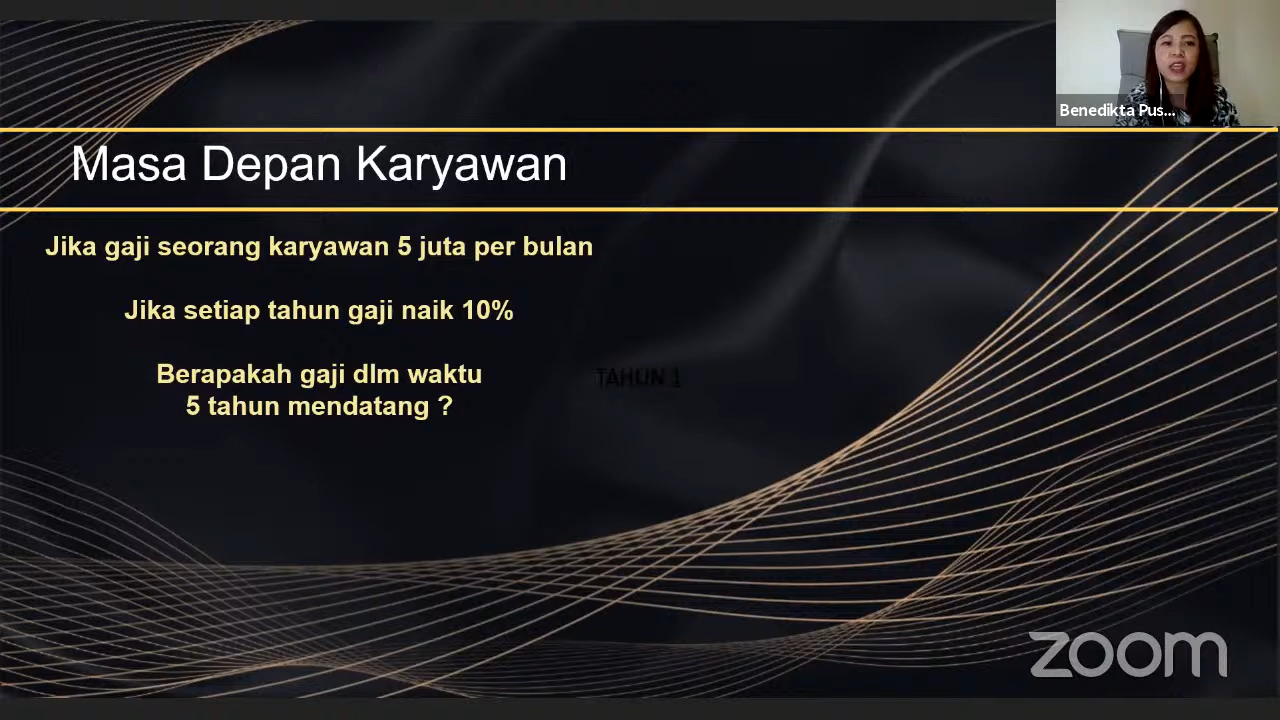 Benedikta Pus...
Masa Depan Karyawan
Jika gaji seorang karyawan 5 juta per bulan
Jika setiap tahun gaji naik 10%
Berapakah gaji dlm waktu
5 tahun mendatang ?
TAHUN 1
zoom